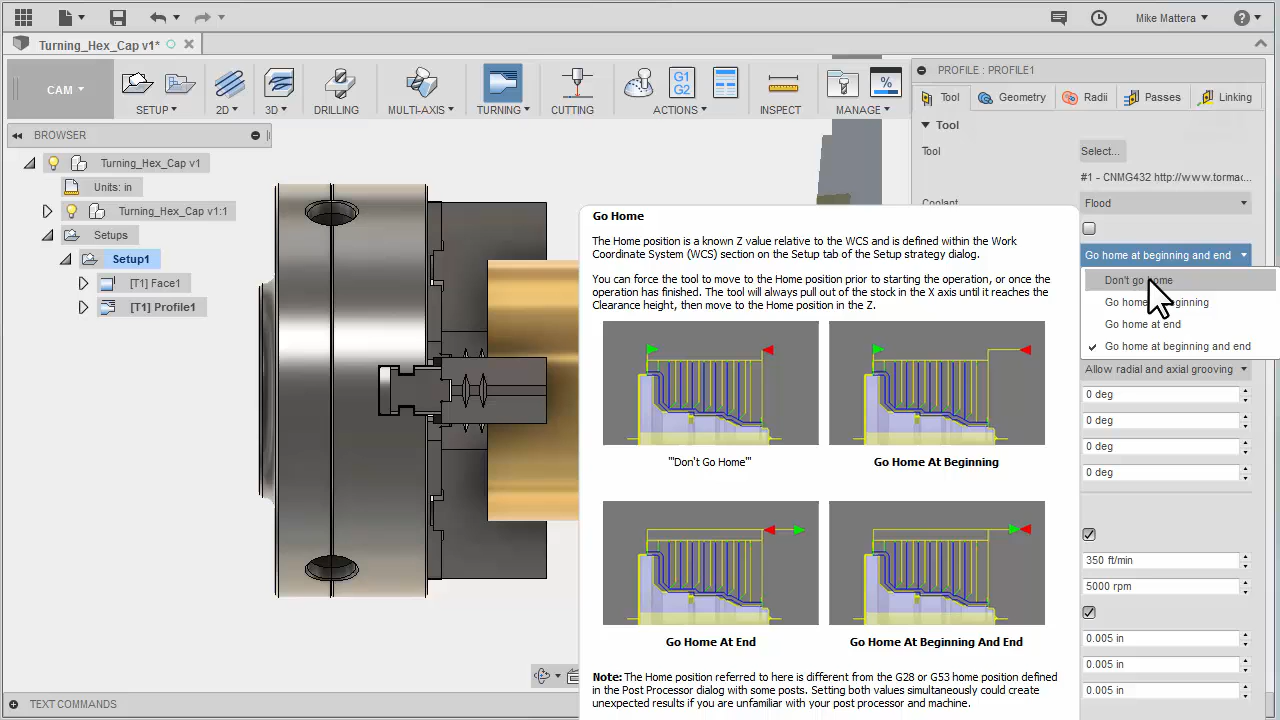 Mike Mattera
?
Turning_Hex_Cap v1*
CAM
SETUP
2D
3D
DRILLING
MULTI-AXIS
TURNING
CUTTING
G1
G2
ACTIONS
INSPECT
%
MANAGE
PROFILE : PROFILE1
Tool
Geometry
Radii
Passes
Linking
BROWSER
Turning_Hex_Cap v1
Units: in
Turning_Hex_Cap v1:1
Setups
Setup1
[T1] Face1
[T1] Profile1
Tool
Tool
Select...
#1 - CNMG432 http://www.tormac...
Coolant
Flood
Go home at beginning and end
Don't go home
Go home beginning
Go home at end
Go home at beginning and end
Allow radial and axial grooving
0 deg
0 deg
0 deg
0 deg
350 ft/min
5000 rpm
0.005 in
0.005 in
0.005 in
Go Home
The Home position is a known Z value relative to the WCS and is defined within the Work
Coordinate System (WCS) section on the Setup tab of the Setup strategy dialog.
You can force the tool to move to the Home position prior to starting the operation, or once the
operation has finished. The tool will always pull out of the stock in the X axis until it reaches the
Clearance height, then move to the Home position in the Z.
'"Don't Go Home"'
Go Home At Beginning
Go Home At End
Go Home At Beginning And End
Note: The Home position referred to here is different from the G28 or G53 home position defined
in the Post Processor dialog with some posts. Setting both values simultaneously could create
unexpected results if you are unfamiliar with your post processor and machine.
TEXT COMMANDS